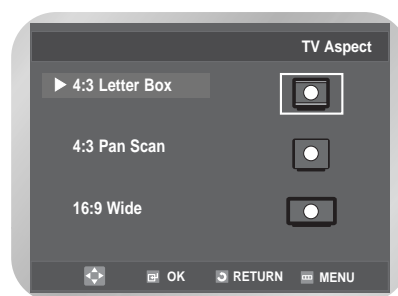 TV Aspect
4:3 Letter Box
4:3 Pan Scan
16:9 Wide
OK RETURN MENU